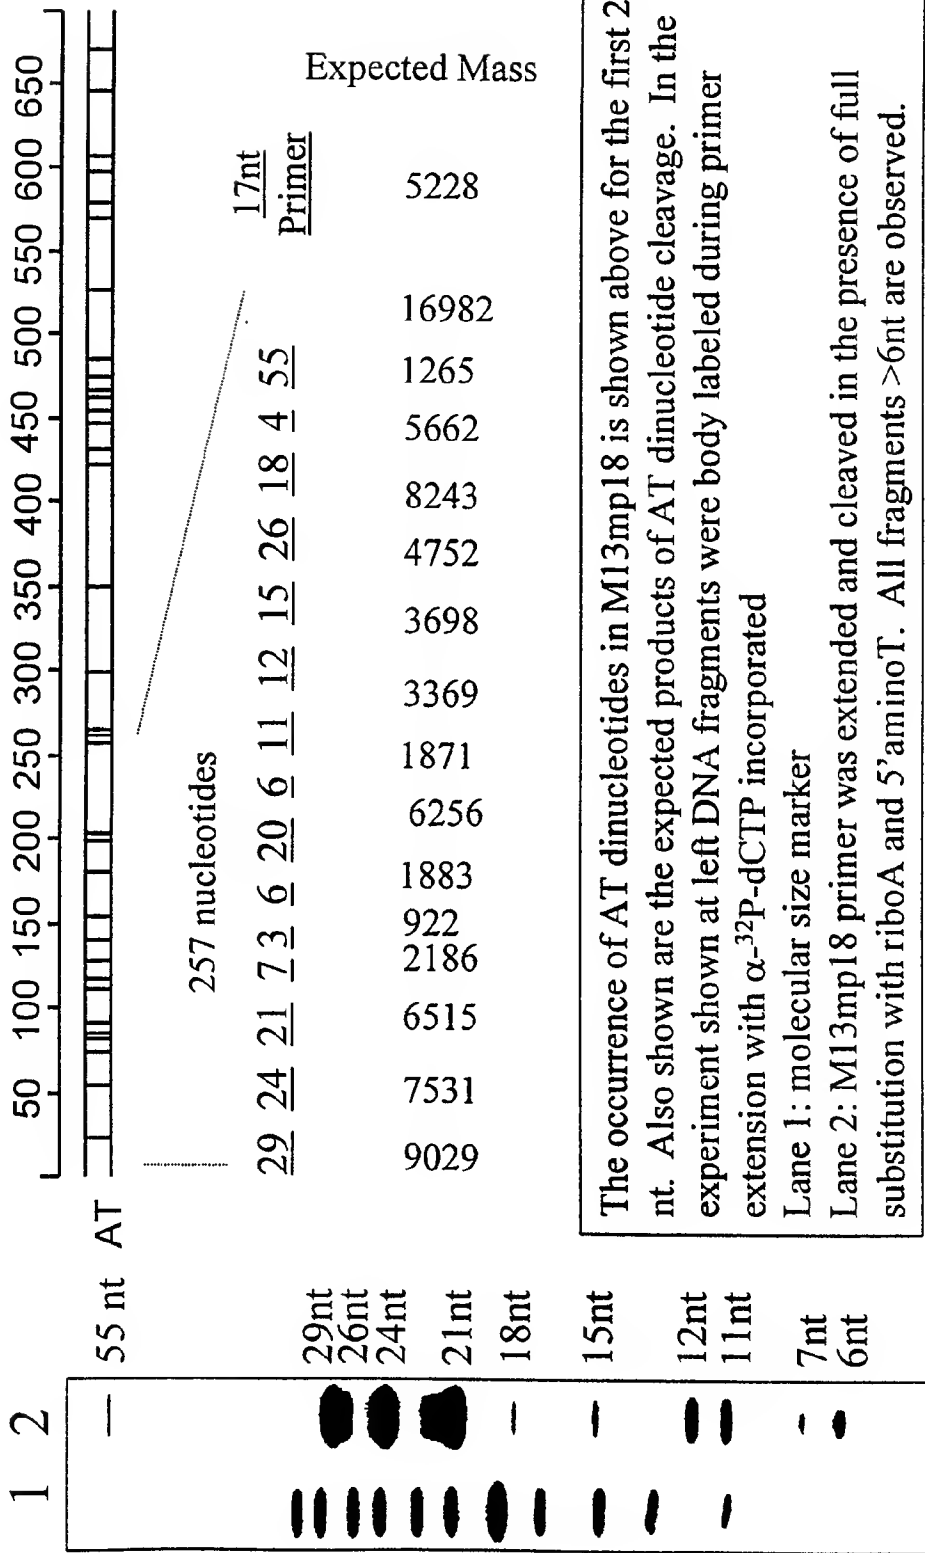 1 2
55 nt
29nt
26nt
24nt
21nt
18nt
15nt
12nt
11nt
7nt
6nt
50 100 150 200 250 300 350 400 450 500 550 600 650
AT
257 nucleotides
29 24 21 7 3 6 20 6 11 12 15 26 18 4 55
17nt
Primer
9029 7531 6515 2186 922 1883 6256 1871 3369 3698 4752 8243 5662 1265 16982 5228
Expected Mass
The occurrence of AT dinucleotides in M13mp18 is shown above for the first 2
nt. Also shown are the expected products of AT dinucleotide cleavage. In the
experiment shown at left DNA fragments were body labeled during primer
extension with α-³²P-dCTP incorporated
Lane 1: molecular size marker
Lane 2: M13mp18 primer was extended and cleaved in the presence of full
substitution with riboA and 5’aminoT. All fragments >6nt are observed.